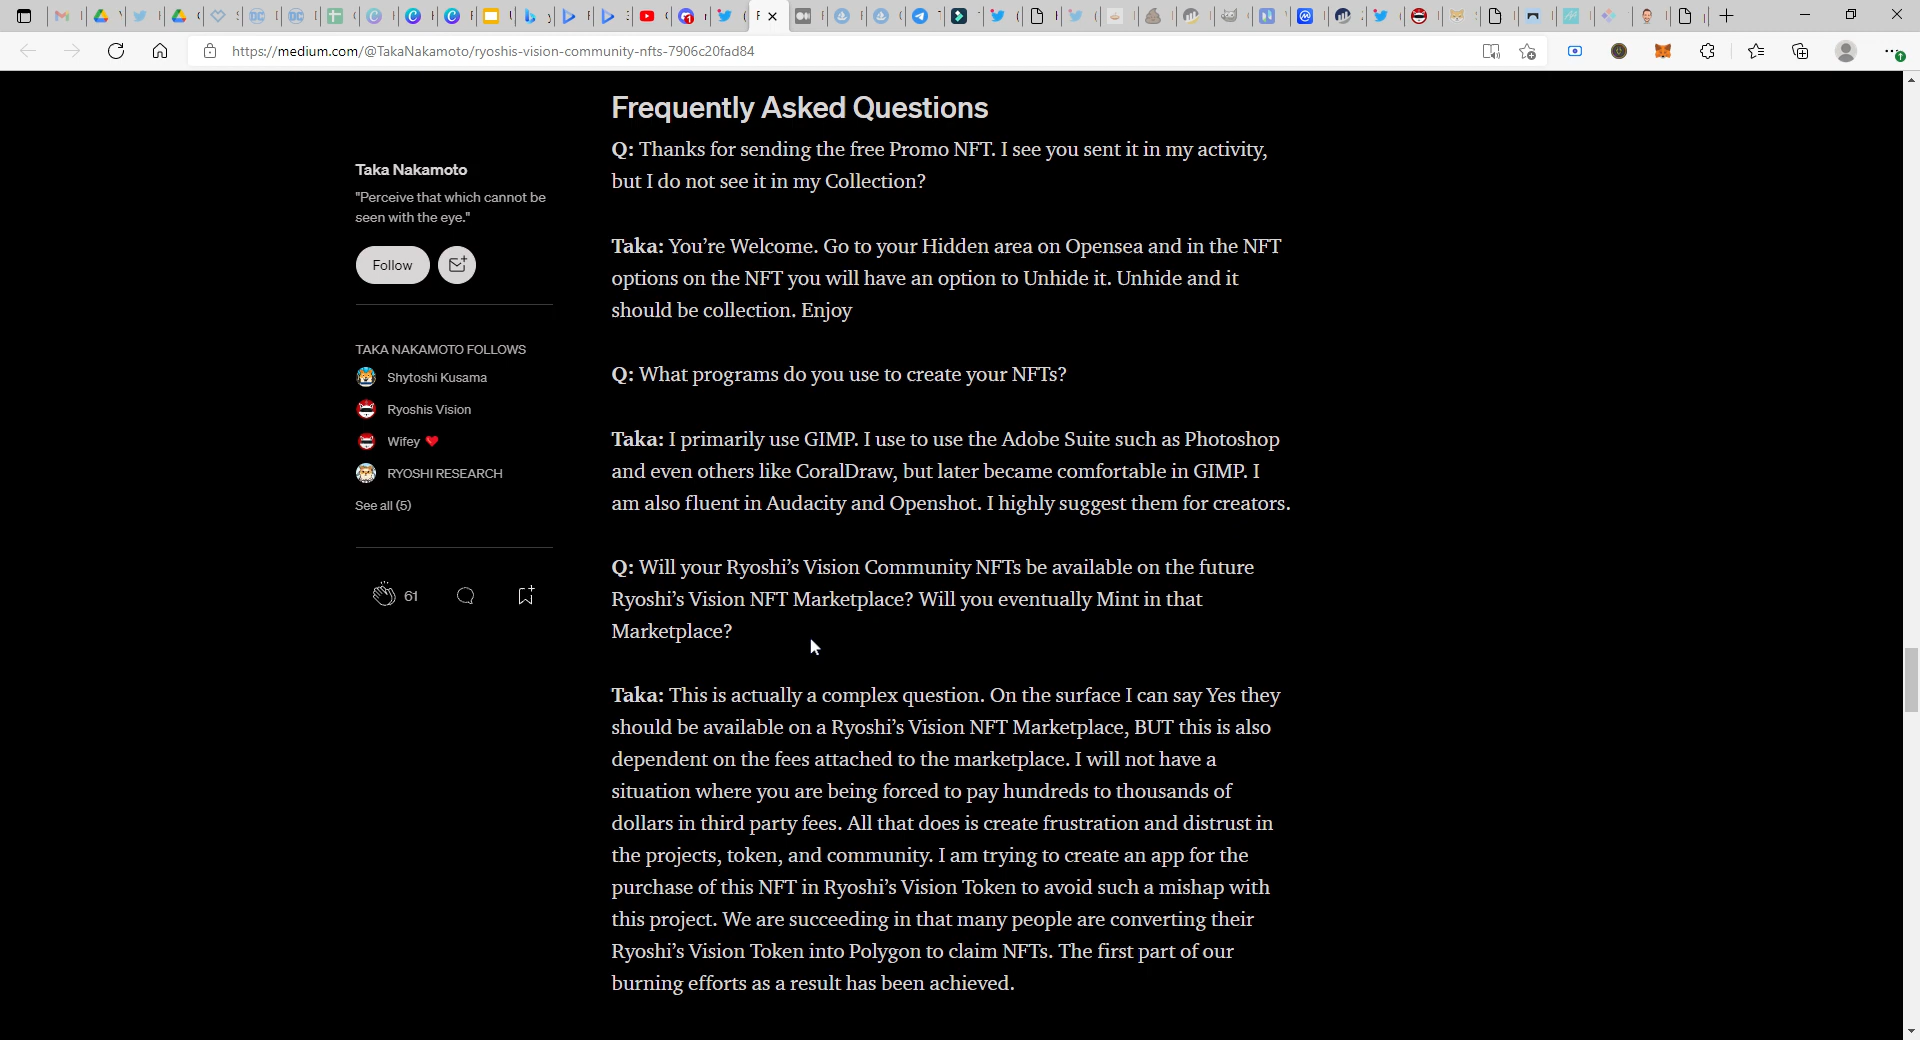 https://medium.com/@TakaNakamoto/ryoshis-vision-community-nfts-7906c20fad84
Taka Nakamoto
"Perceive that which cannot be
seen with the eye."
Follow
TAKA NAKAMOTO FOLLOWS
Shytoshi Kusama
Ryoshis Vision
Wifey
RYOSHI RESEARCH
See all (5)
61
Frequently Asked Questions
Q: Thanks for sending the free Promo NFT. I see you sent it in my activity,
but I do not see it in my Collection?
Taka: You’re Welcome. Go to your Hidden area on Opensea and in the NFT
options on the NFT you will have an option to Unhide it. Unhide and it
should be collection. Enjoy
Q: What programs do you use to create your NFTs?
Taka: I primarily use GIMP. I use to use the Adobe Suite such as Photoshop
and even others like CoralDraw, but later became comfortable in GIMP. I
am also fluent in Audacity and Openshot. I highly suggest them for creators.
Q: Will your Ryoshi’s Vision Community NFTs be available on the future
Ryoshi’s Vision NFT Marketplace? Will you eventually Mint in that
Marketplace?
Taka: This is actually a complex question. On the surface I can say Yes they
should be available on a Ryoshi’s Vision NFT Marketplace, BUT this is also
dependent on the fees attached to the marketplace. I will not have a
situation where you are being forced to pay hundreds to thousands of
dollars in third party fees. All that does is create frustration and distrust in
the projects, token, and community. I am trying to create an app for the
purchase of this NFT in Ryoshi’s Vision Token to avoid such a mishap with
this project. We are succeeding in that many people are converting their
Ryoshi’s Vision Token into Polygon to claim NFTs. The first part of our
burning efforts as a result has been achieved.